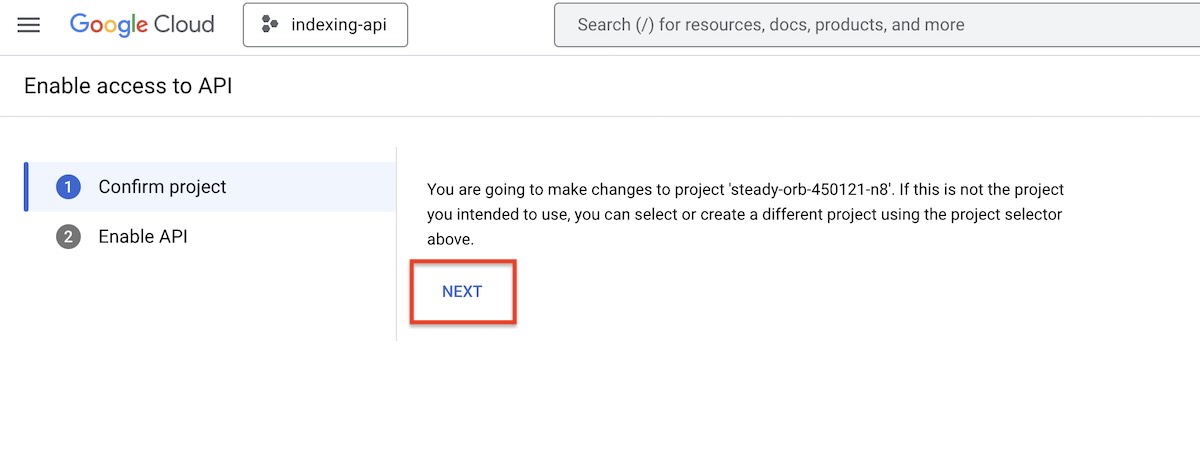 Google Cloud
indexing-api
Search (/) for resources, docs, products, and more
Enable access to API
1 Confirm project
2 Enable API
You are going to make changes to project 'steady-orb-450121-n8'. If this is not the project
you intended to use, you can select or create a different project using the project selector
above.
NEXT